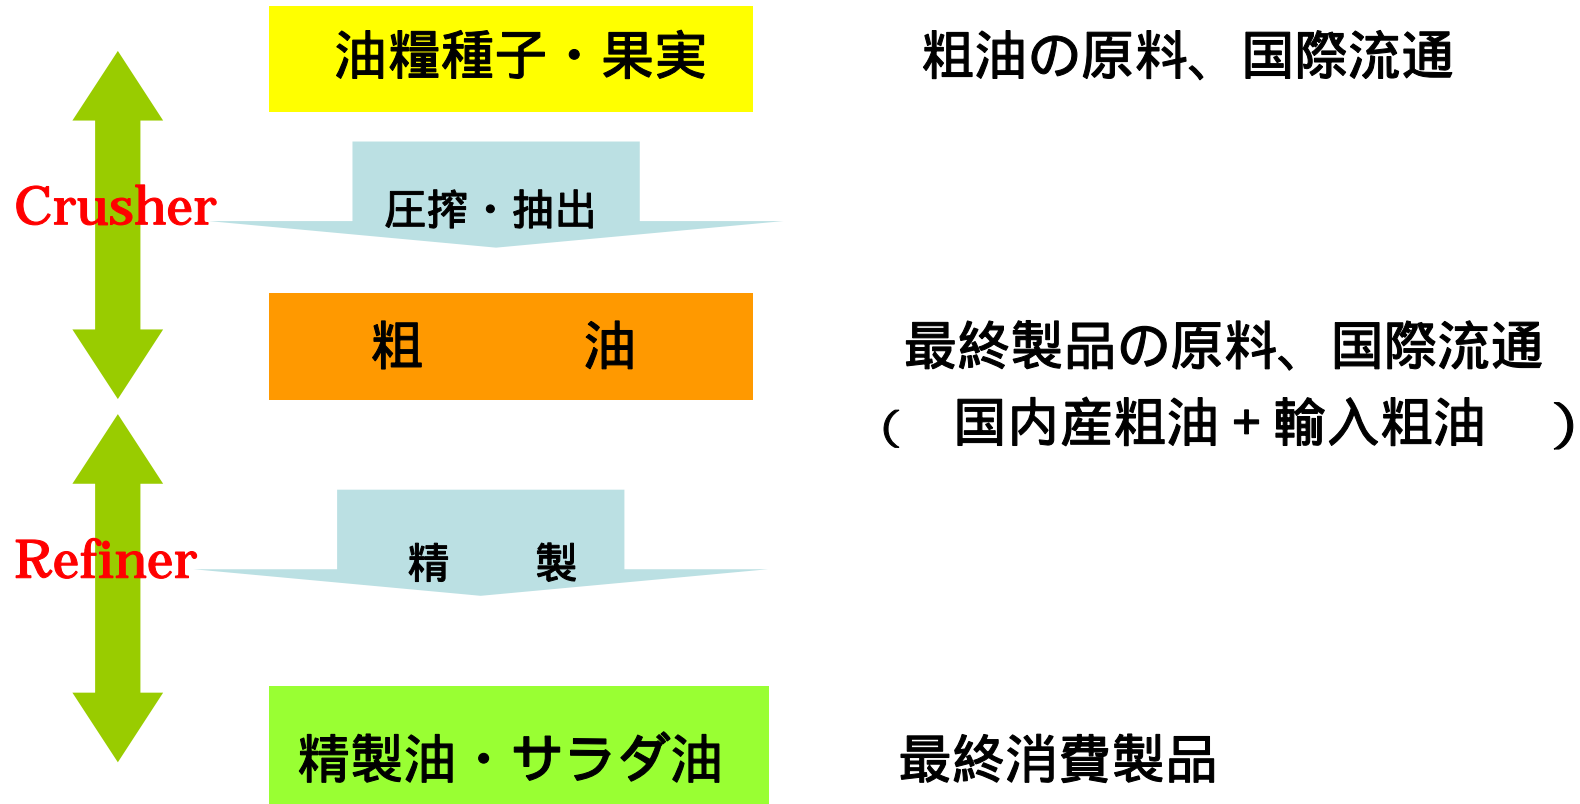 油糧種子・果実
粗油の原料、国際流通
Crusher
圧搾・抽出
粗 油
最終製品の原料、国際流通
( 国内産粗油+輸入粗油 )
Refiner
精 製
精製油・サラダ油
最終消費製品